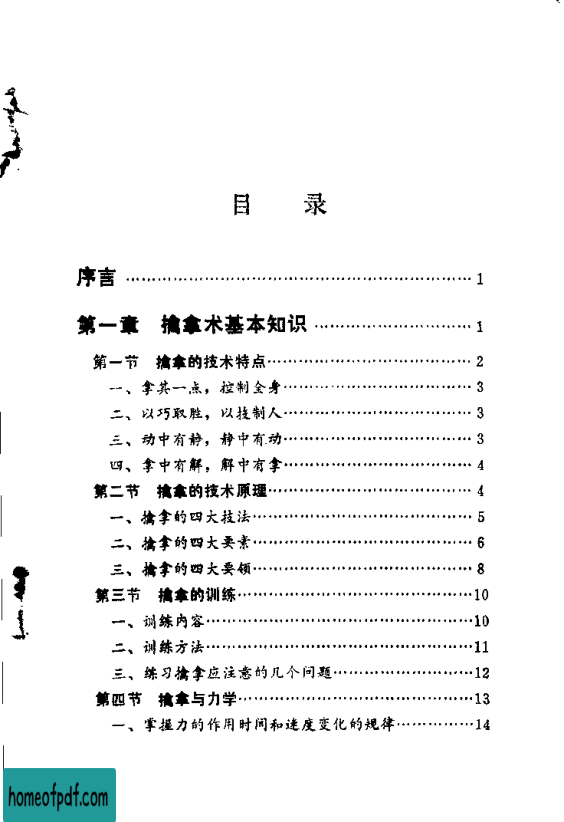 目 录
序言 …………………………………………………… 1
第一章 擒拿术基本知识 ……………………… 1
第一节 擒拿的技术特点……………………………… 2
一、拿其一点，控制全身……………………………… 3
二、以巧取胜，以技制人……………………………… 3
三、动中有静，静中有动……………………………… 3
四、拿中有解，解中有拿……………………………… 4
第二节 擒拿的技术原理……………………………… 4
一、擒拿的四大技法…………………………………… 5
二、擒拿的四大要素…………………………………… 6
三、擒拿的四大要领…………………………………… 8
第三节 擒拿的训练……………………………………10
一、训练内容…………………………………………10
二、训练方法…………………………………………11
三、练习擒拿应注意的几个问题……………………12
第四节 擒拿与力学……………………………………13
一、掌握力的作用时间和速度变化的规律……………14
homeofpdf.com